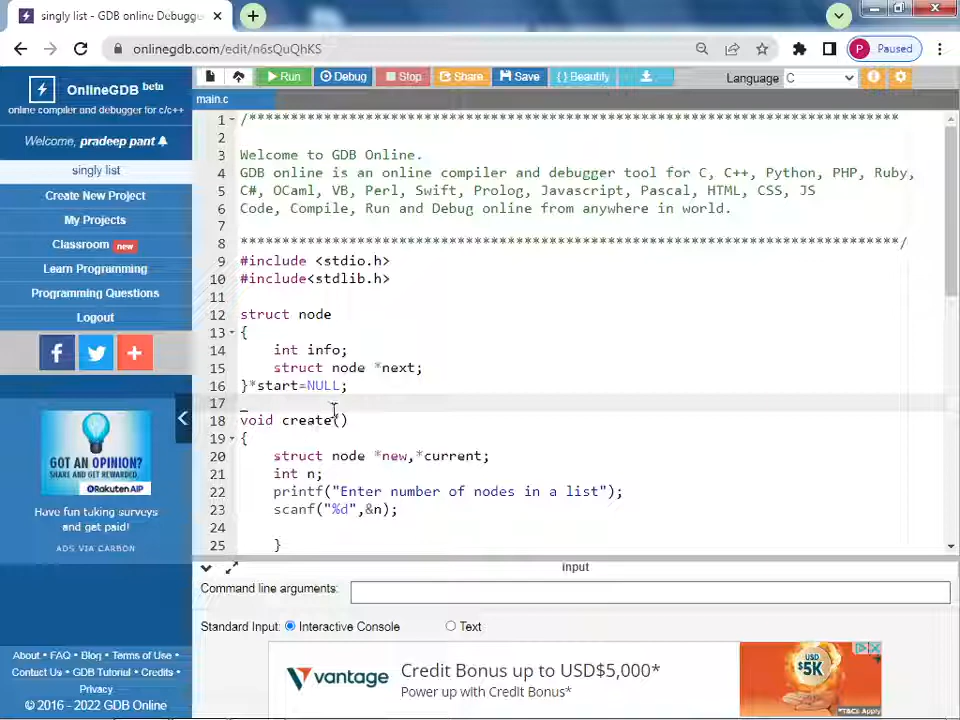 singly list - GDB online Debugge
onlinegdb.com/edit/n6sQuQhKS
P Paused
OnlineGDB beta
online compiler and debugger for c/c++
Welcome, pradeep pant
singly list
Create New Project
My Projects
Classroom new
Learn Programming
Programming Questions
Logout
GOT AN OPINION?
SHARE AND GET REWARDED.
Rakuten AIP
Have fun taking surveys
and get paid!
ADS VIA CARBON
About • FAQ • Blog • Terms of Use •
Contact Us • GDB Tutorial • Credits •
Privacy
© 2016 - 2022 GDB Online
Run Debug Stop Share Save { } Beautify Language C
main.c
1 /*******************************************************************************
2
3 Welcome to GDB Online.
4 GDB online is an online compiler and debugger tool for C, C++, Python, PHP, Ruby,
5 C#, OCaml, VB, Perl, Swift, Prolog, Javascript, Pascal, HTML, CSS, JS
6 Code, Compile, Run and Debug online from anywhere in world.
7
8 *******************************************************************************/
9 #include <stdio.h>
10 #include<stdlib.h>
11
12 struct node
13 {
14 int info;
15 struct node *next;
16 }*start=NULL;
17
18 void create()
19 {
20 struct node *new,*current;
21 int n;
22 printf("Enter number of nodes in a list");
23 scanf("%d",&n);
24
25 }
input
Command line arguments:
Standard Input: Interactive Console Text
vantage
Credit Bonus up to USD$5,000*
Power up with Credit Bonus*
USD
$5K
*T&Cs Apply